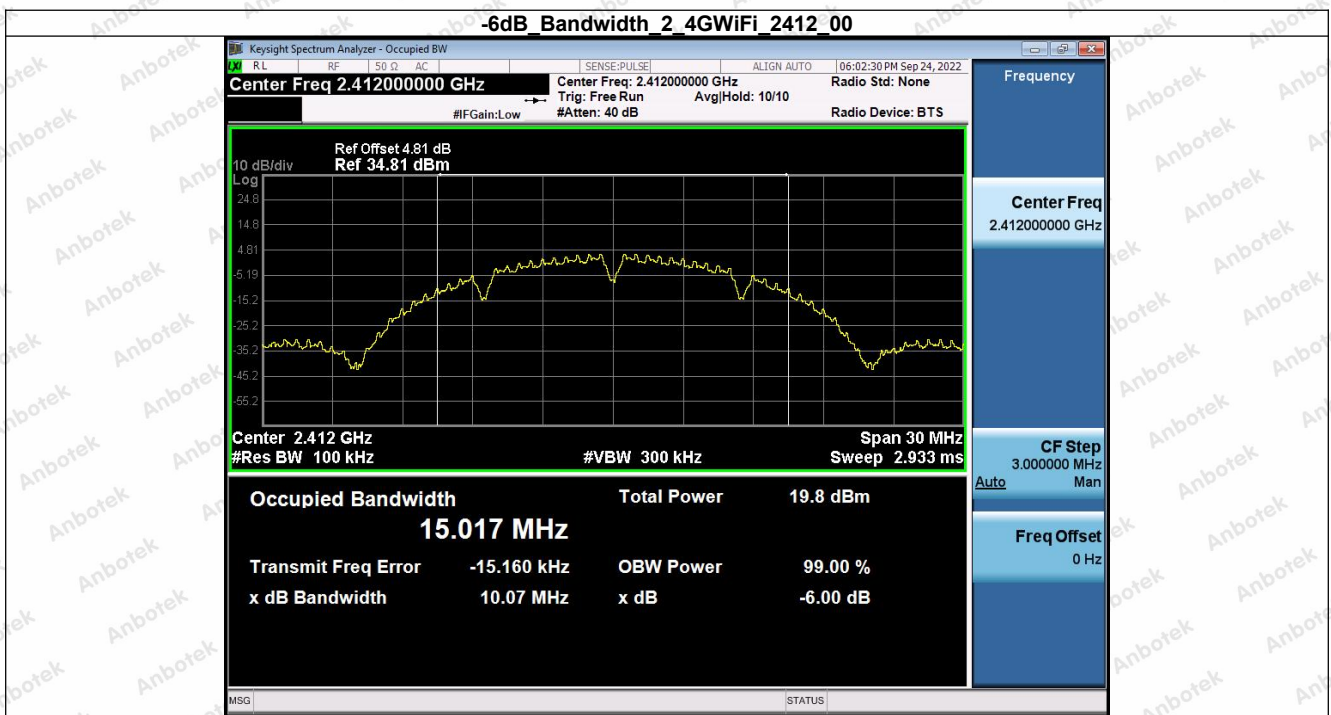 -6dB_Bandwidth_2_4GWiFi_2412_00
Keysight Spectrum Analyzer - Occupied BW
RL RF 50 Ω AC SENSE:PULSE ALIGN AUTO 06:02:30 PM Sep 24, 2022
Center Freq 2.412000000 GHz
Center Freq: 2.412000000 GHz Radio Std: None
Trig: Free Run Avg|Hold: 10/10
#IFGain:Low #Atten: 40 dB Radio Device: BTS
Ref Offset 4.81 dB
10 dB/div Ref 34.81 dBm
Log
24.8
14.8
4.81
-5.19
-15.2
-25.2
-35.2
-45.2
-55.2
Center 2.412 GHz Span 30 MHz
#Res BW 100 kHz #VBW 300 kHz Sweep 2.933 ms
Occupied Bandwidth Total Power 19.8 dBm
15.017 MHz
Transmit Freq Error -15.160 kHz OBW Power 99.00 %
x dB Bandwidth 10.07 MHz x dB -6.00 dB
MSG STATUS
Frequency
Center Freq
2.412000000 GHz
CF Step
3.000000 MHz
Auto Man
Freq Offset
0 Hz
Anbotek